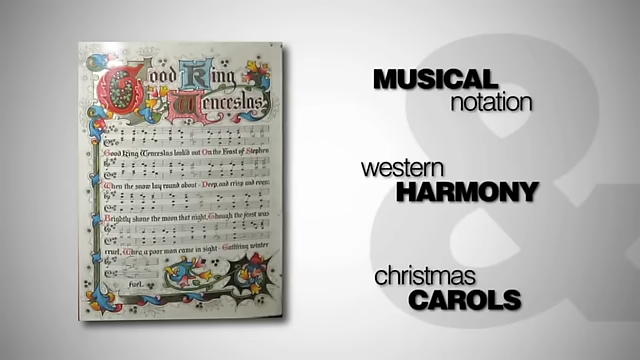 Good King
Wenceslas
Good King Wenceslas look'd out On the Feast of Stephen
When the snow lay round about Deep, and crisp and even:
Brightly shone the moon that night, Though the frost was
cruel, When a poor man came in sight Gath'ring winter
fuel.
MUSICAL
notation
western
HARMONY
christmas
CAROLS
&